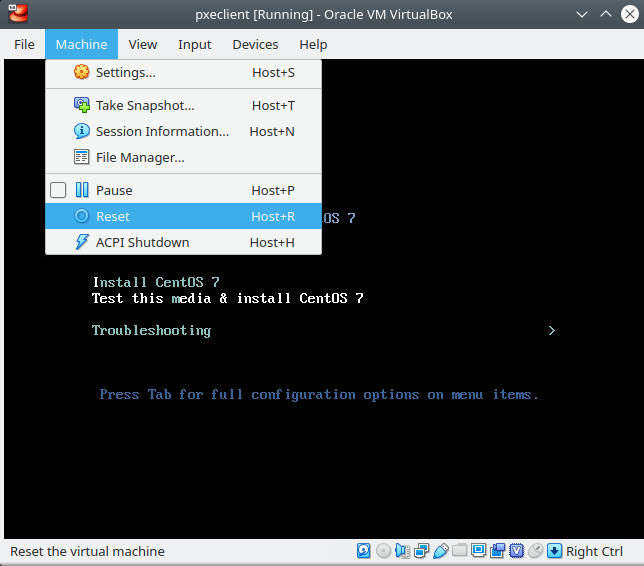 pxeclient [Running] - Oracle VM VirtualBox
File Machine View Input Devices Help
Settings... Host+S
Take Snapshot... Host+T
Session Information... Host+N
File Manager... 
Pause Host+P
Reset Host+R
OS 7
ACPI Shutdown Host+H
Install CentOS 7
Test this media & install CentOS 7
Troubleshooting >
Press Tab for full configuration options on menu items.
Reset the virtual machine
Right Ctrl